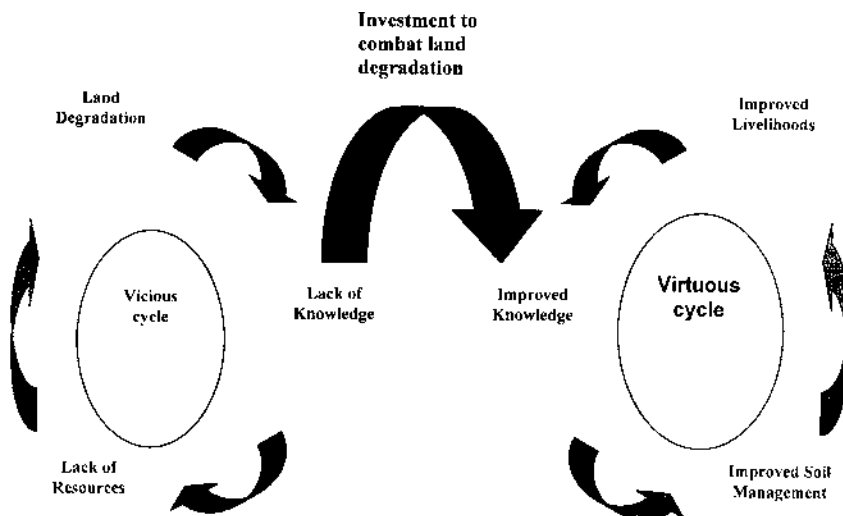 Investment to
combat land
degradation
Land
Degradation
Improved
Livelihoods
Vicious
cycle
Lack of
Knowledge
Improved
Knowledge
Virtuous
cycle
Lack of
Resources
Improved Soil
Management